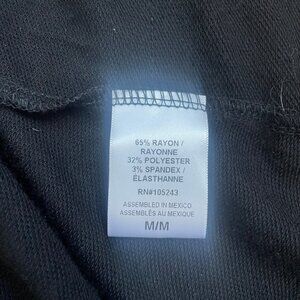 65% RAYON /
RAYONNE
32% POLYESTER
3% SPANDEX /
ÉLASTHANNE
RN#105243
ASSEMBLED IN MEXICO
ASSEMBLÉS AU MEXIQUE
M/M